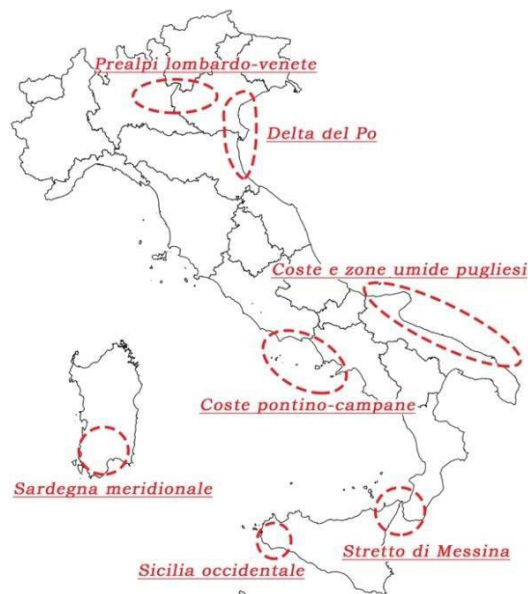 Prealpi lombardo-venete
Delta del Po
Coste e zone umide pugliesi
Coste pontino-campane
Sardegna meridionale
Stretto di Messina
Sicilia occidentale